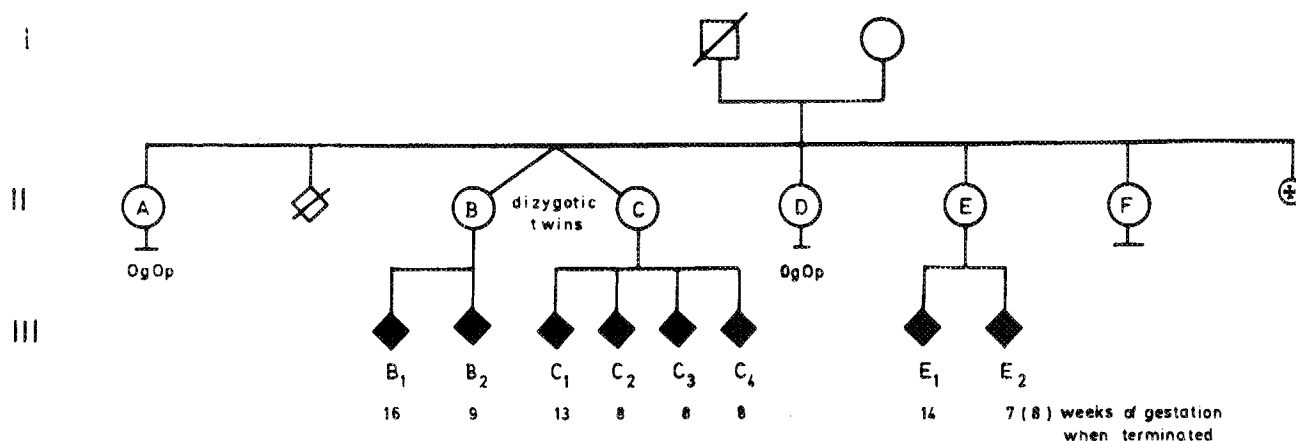 i
II
A
B
dizygotic
twins
C
D
E
F
OgOp
OgOp
III
B1
B2
C1
C2
C3
C4
E1
E2
16
9
13
8
8
8
14
7 (8) weeks of gestation
when terminated